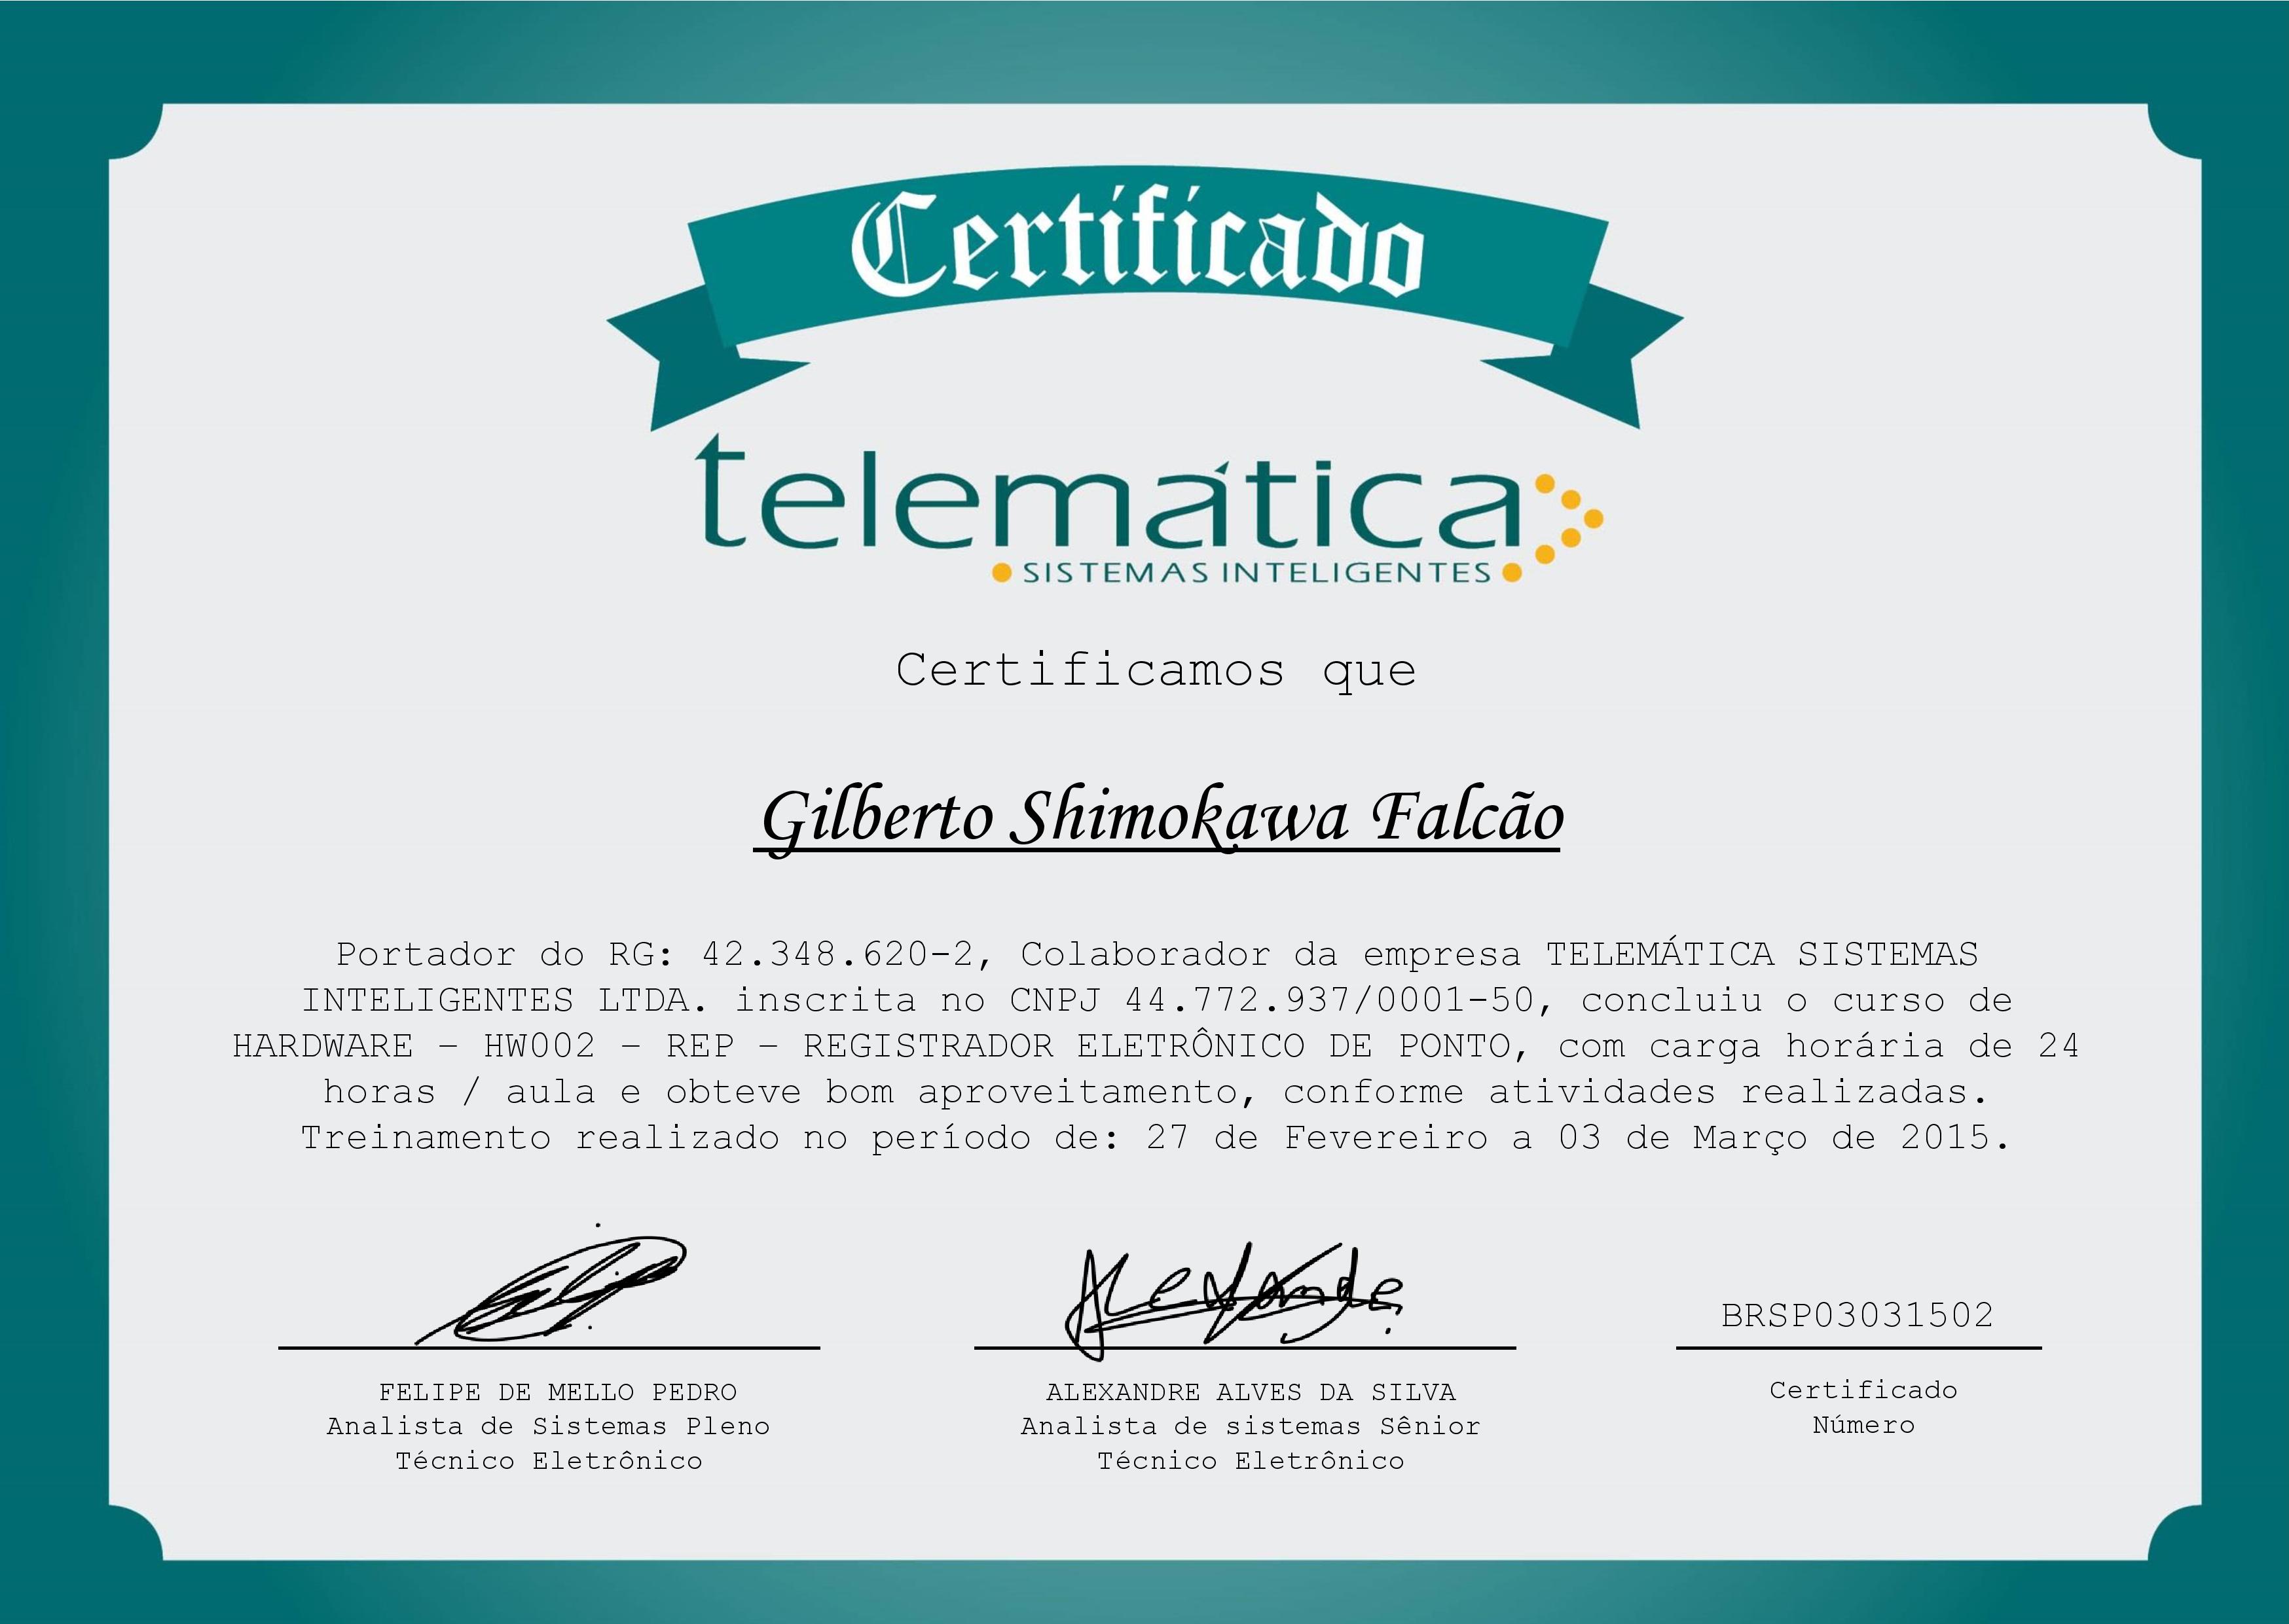 Certificado
telemática
SISTEMAS INTELIGENTES
Certificamos que
Gilberto Shimokawa Falcão
Portador do RG: 42.348.620-2, Colaborador da empresa TELEMÁTICA SISTEMAS
INTELIGENTES LTDA. inscrita no CNPJ 44.772.937/0001-50, concluiu o curso de
HARDWARE – HW002 – REP – REGISTRADOR ELETRÔNICO DE PONTO, com carga horária de 24
horas / aula e obteve bom aproveitamento, conforme atividades realizadas.
Treinamento realizado no período de: 27 de Fevereiro a 03 de Março de 2015.
Felipe
Alexandre
BRSP03031502
FELIPE DE MELLO PEDRO
Analista de Sistemas Pleno
Técnico Eletrônico
ALEXANDRE ALVES DA SILVA
Analista de sistemas Sênior
Técnico Eletrônico
Certificado
Número